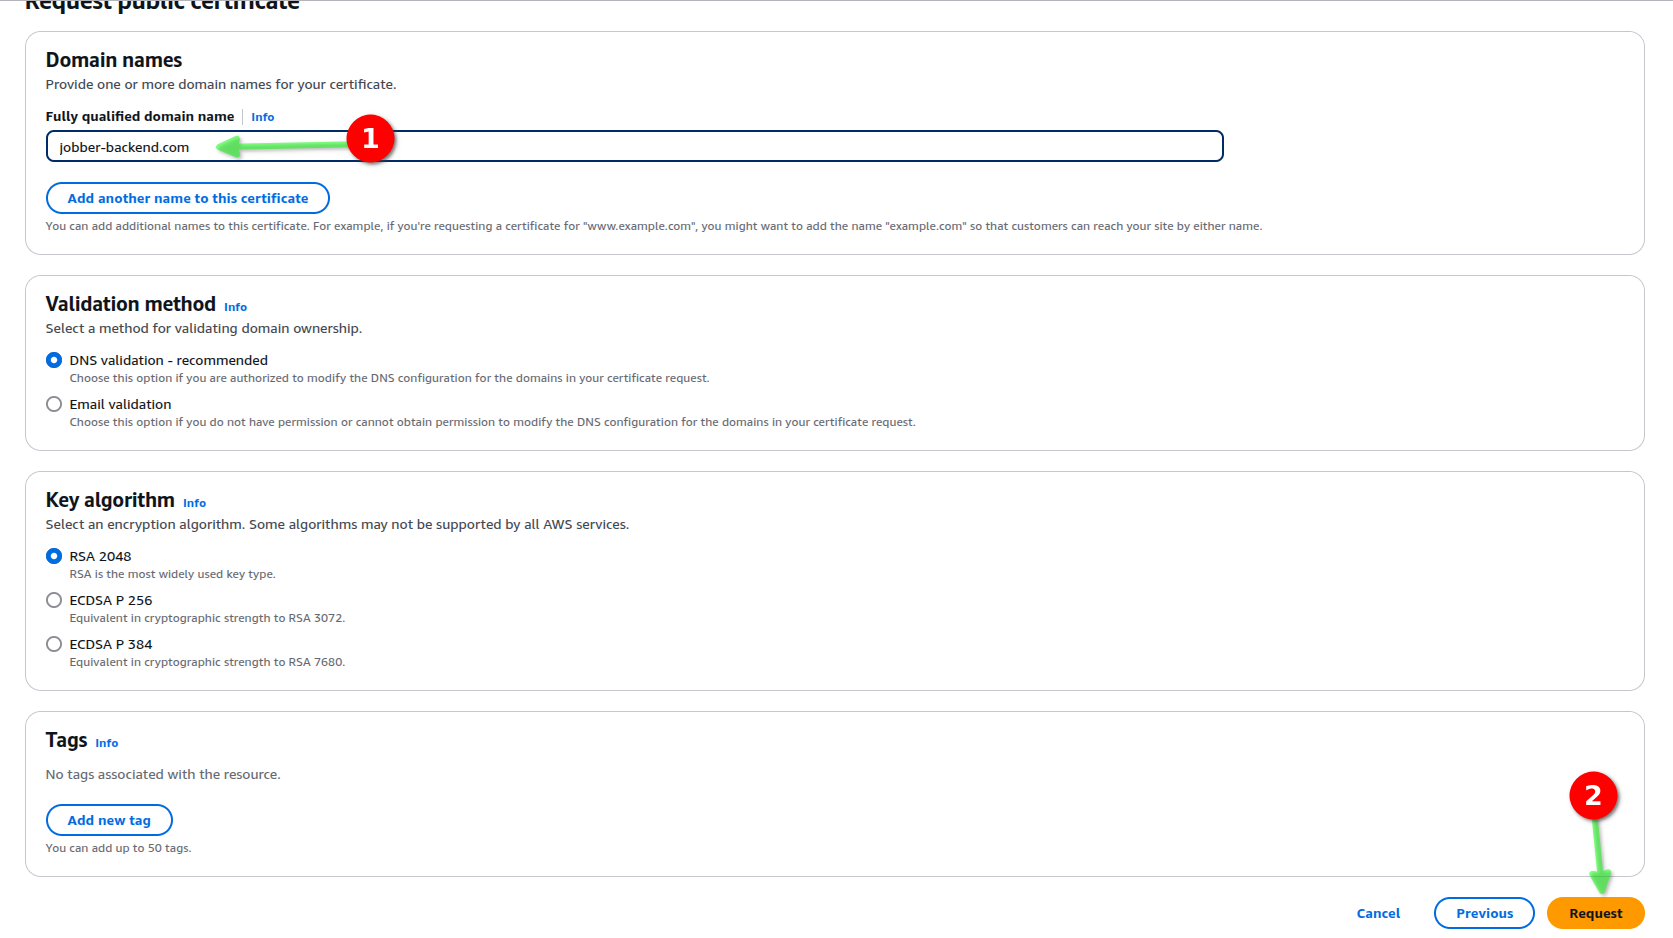 Request public certificate
Domain names
Provide one or more domain names for your certificate.
Fully qualified domain name Info
jobber-backend.com
1
Add another name to this certificate
You can add additional names to this certificate. For example, if you're requesting a certificate for "www.example.com", you might want to add the name "example.com" so that customers can reach your site by either name.
Validation method Info
Select a method for validating domain ownership.
DNS validation - recommended
Choose this option if you are authorized to modify the DNS configuration for the domains in your certificate request.
Email validation
Choose this option if you do not have permission or cannot obtain permission to modify the DNS configuration for the domains in your certificate request.
Key algorithm Info
Select an encryption algorithm. Some algorithms may not be supported by all AWS services.
RSA 2048
RSA is the most widely used key type.
ECDSA P 256
Equivalent in cryptographic strength to RSA 3072.
ECDSA P 384
Equivalent in cryptographic strength to RSA 7680.
Tags Info
No tags associated with the resource.
Add new tag
You can add up to 50 tags.
2
Cancel Previous Request